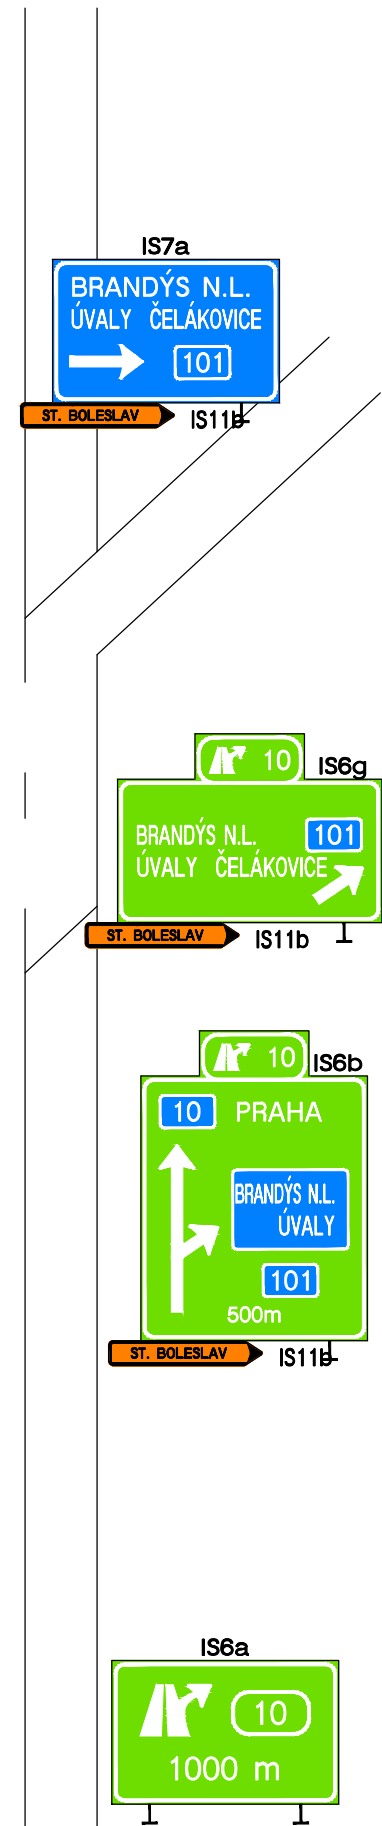 IS7a
BRANDÝS N.L.
ÚVALY ČELÁKOVICE
101
ST. BOLESLAV
IS11b
10
IS6g
BRANDÝS N.L. 101
ÚVALY ČELÁKOVICE
ST. BOLESLAV
IS11b
10
IS6b
10 PRAHA
BRANDÝS N.L.
ÚVALY
101
500m
ST. BOLESLAV
IS11b
IS6a
10
1000 m